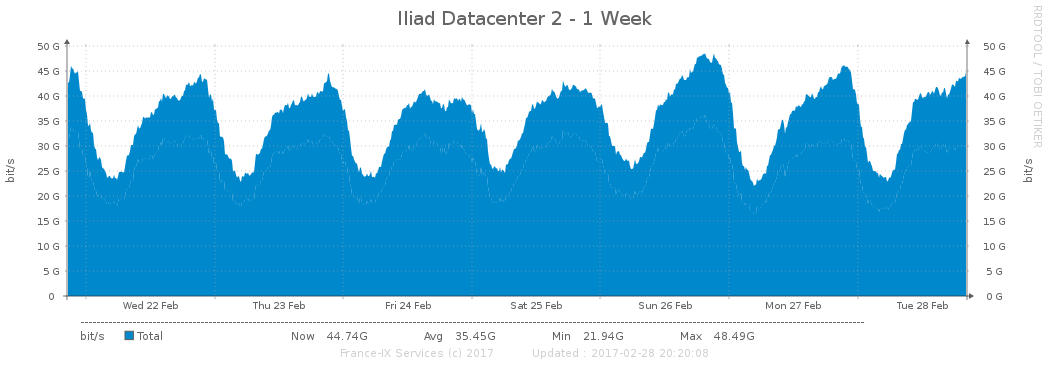 Iliad Datacenter 2 - 1 Week
RRDTOOL / TOBI OETIKER
bit/s
bit/s
50 G 50 G
45 G 45 G
40 G 40 G
35 G 35 G
30 G 30 G
25 G 25 G
20 G 20 G
15 G 15 G
10 G 10 G
5 G 5 G
0 0 G
Wed 22 Feb Thu 23 Feb Fri 24 Feb Sat 25 Feb Sun 26 Feb Mon 27 Feb Tue 28 Feb
bit/s Total Now 44.74G Avg 35.45G Min 21.94G Max 48.49G
France-IX Services (c) 2017 Updated : 2017-02-28 20:20:08